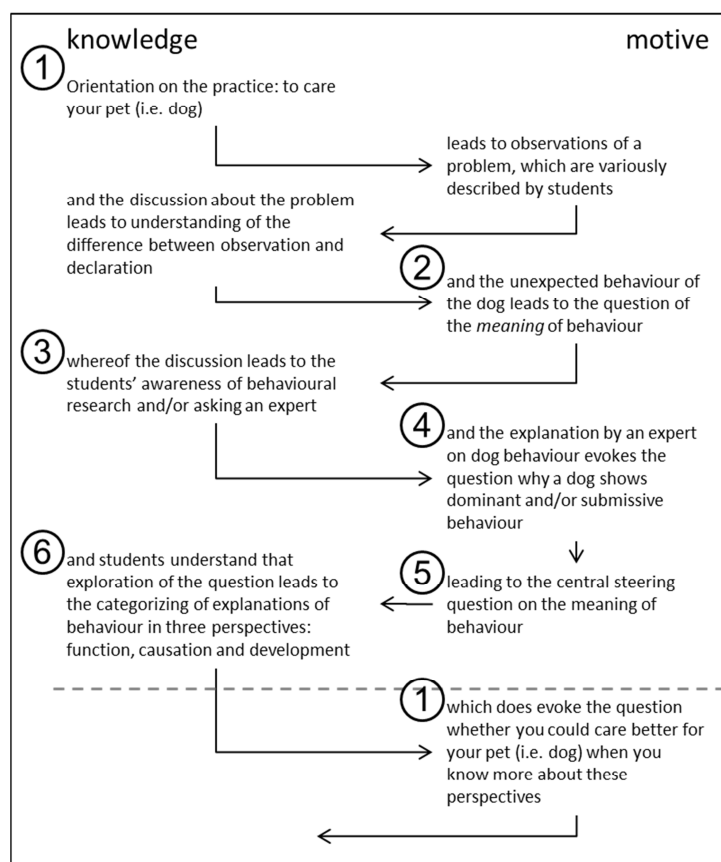 knowledge motive
1
Orientation on the practice: to care
your pet (i.e. dog)
leads to observations of a
problem, which are variously
described by students
and the discussion about the problem
leads to understanding of the
difference between observation and
declaration
2
and the unexpected behaviour of
the dog leads to the question of
the meaning of behaviour
3
whereof the discussion leads to the
students’ awareness of behavioural
research and/or asking an expert
4
and the explanation by an expert
on dog behaviour evokes the
question why a dog shows
dominant and/or submissive
behaviour
5
leading to the central steering
question on the meaning of
behaviour
6
and students understand that
exploration of the question leads to
the categorizing of explanations of
behaviour in three perspectives:
function, causation and development
1
which does evoke the question
whether you could care better for
your pet (i.e. dog) when you
know more about these
perspectives